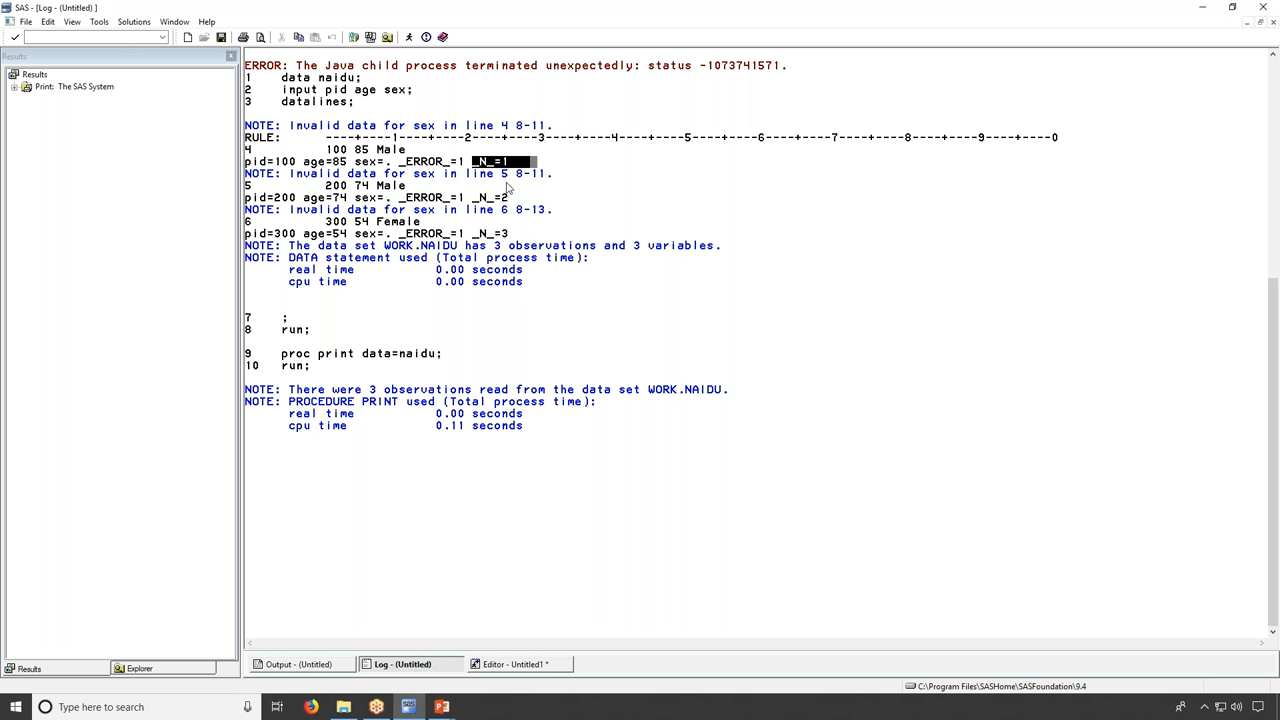 SAS - [Log - (Untitled) ]
File Edit View Tools Solutions Window Help
Results
Results
Print: The SAS System
ERROR: The Java child process terminated unexpectedly: status -1073741571.
1 data naidu;
2 input pid age sex;
3 datalines;
NOTE: Invalid data for sex in line 4 8-11.
RULE: ----+----1----+----2----+----3----+----4----+----5----+----6----+----7----+----8----+----9----+----0
4 100 85 Male
pid=100 age=85 sex=. _ERROR_=1 _N_=1
NOTE: Invalid data for sex in line 5 8-11.
5 200 74 Male
pid=200 age=74 sex=. _ERROR_=1 _N_=2
NOTE: Invalid data for sex in line 6 8-13.
6 300 54 Female
pid=300 age=54 sex=. _ERROR_=1 _N_=3
NOTE: The data set WORK.NAIDU has 3 observations and 3 variables.
NOTE: DATA statement used (Total process time):
real time 0.00 seconds
cpu time 0.00 seconds
7 ;
8 run;
9 proc print data=naidu;
10 run;
NOTE: There were 3 observations read from the data set WORK.NAIDU.
NOTE: PROCEDURE PRINT used (Total process time):
real time 0.00 seconds
cpu time 0.11 seconds
Results Explorer Output - (Untitled) Log - (Untitled) Editor - Untitled1 *
C:\Program Files\SASHome\SASFoundation\9.4
Type here to search